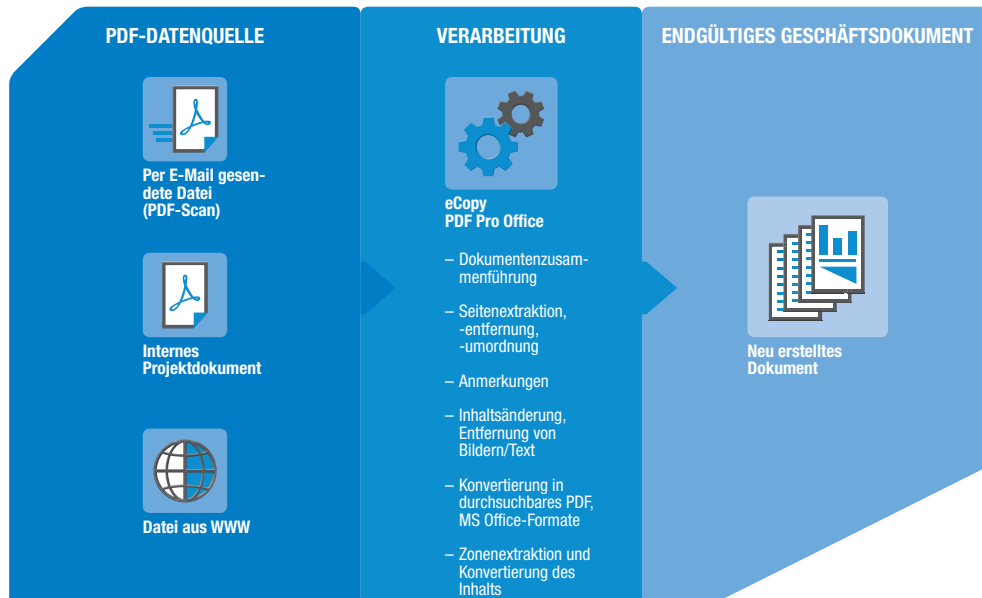 PDF-DATENQUELLE
Per E-Mail gesen-
dete Datei
(PDF-Scan)
Internes
Projektdokument
Datei aus WWW
VERARBEITUNG
eCopy
PDF Pro Office
– Dokumentenzusam-
menführung
– Seitenextraktion,
-entfernung,
-umordnung
– Anmerkungen
– Inhaltsänderung,
Entfernung von
Bildern/Text
– Konvertierung in
durchsuchbares PDF,
MS Office-Formate
– Zonenextraktion und
Konvertierung des
Inhalts
ENDGÜLTIGES GESCHÄFTSDOKUMENT
Neu erstelltes
Dokument